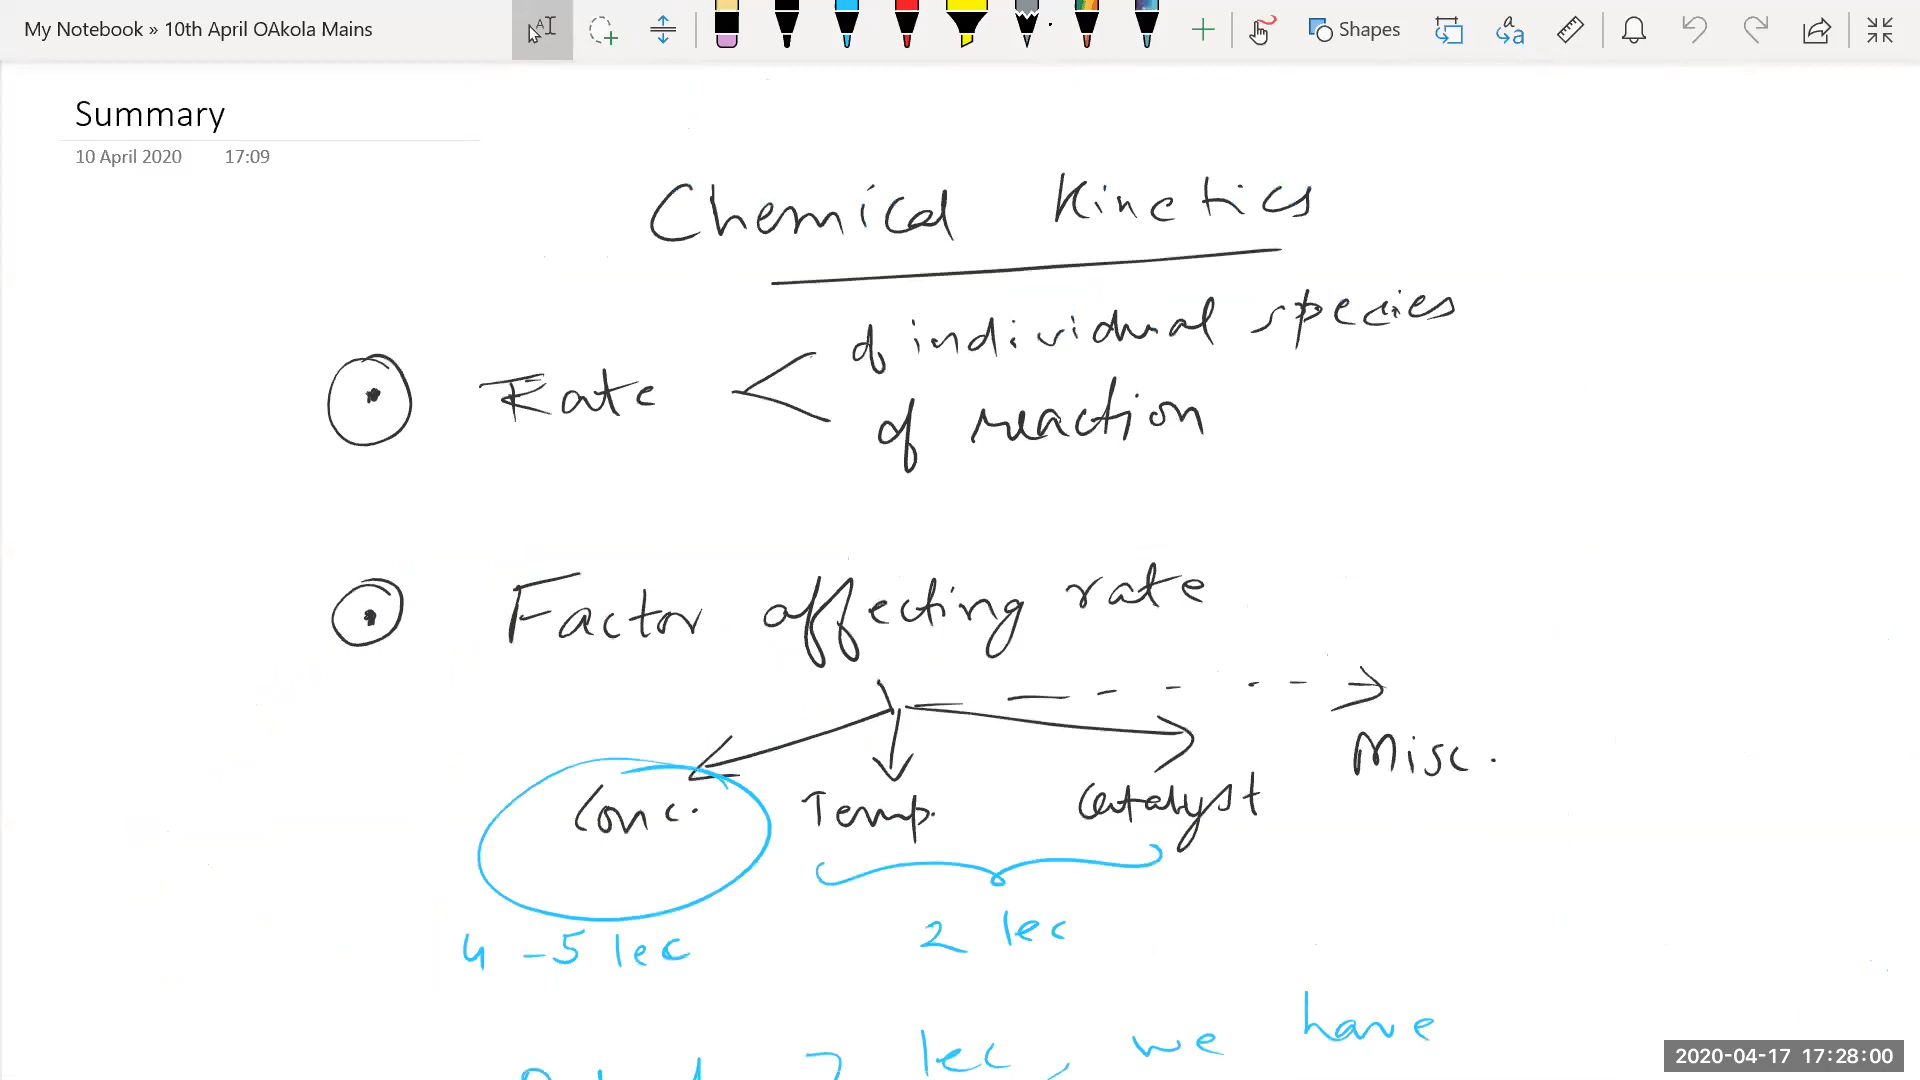 My Notebook » 10th April OAkola Mains
Shapes
Summary
10 April 2020 17:09
Chemical Kinetics
Rate
of individual species
of reaction
Factor affecting rate
Misc.
Conc. Temp. Catalyst
4-5 lec 2 lec
lec, we have
2020-04-17 17:28:00